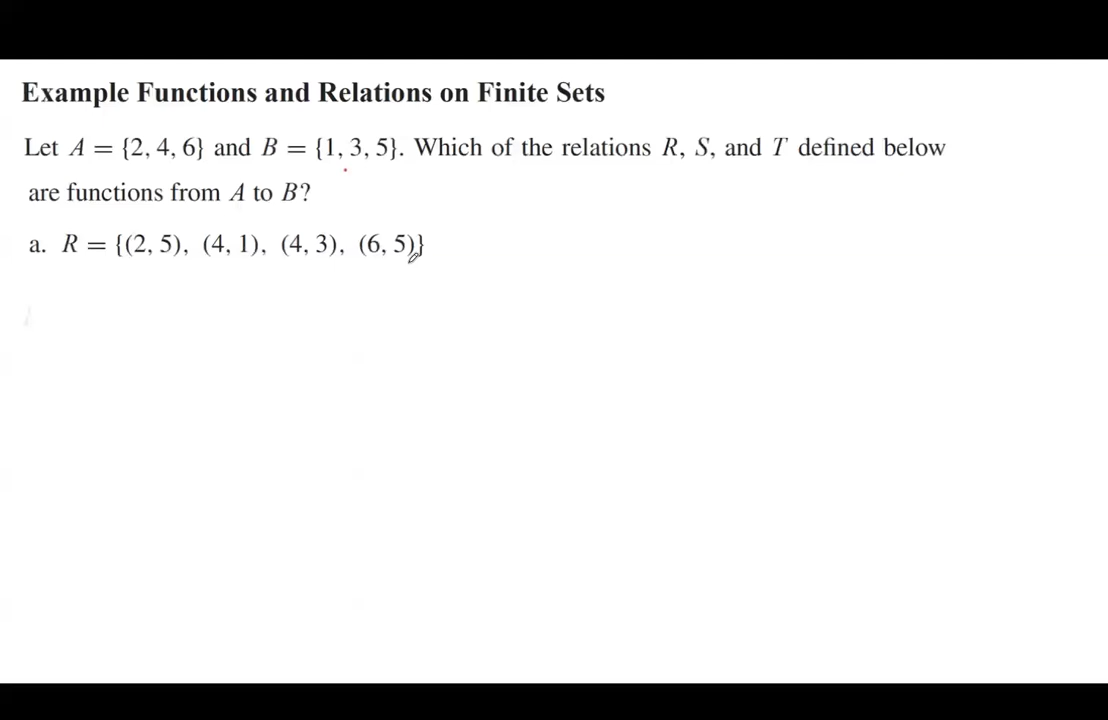 Example Functions and Relations on Finite Sets
Let A = {2, 4, 6} and B = {1, 3, 5}. Which of the relations R, S, and T defined below
are functions from A to B?
a. R = {(2, 5), (4, 1), (4, 3), (6, 5)}